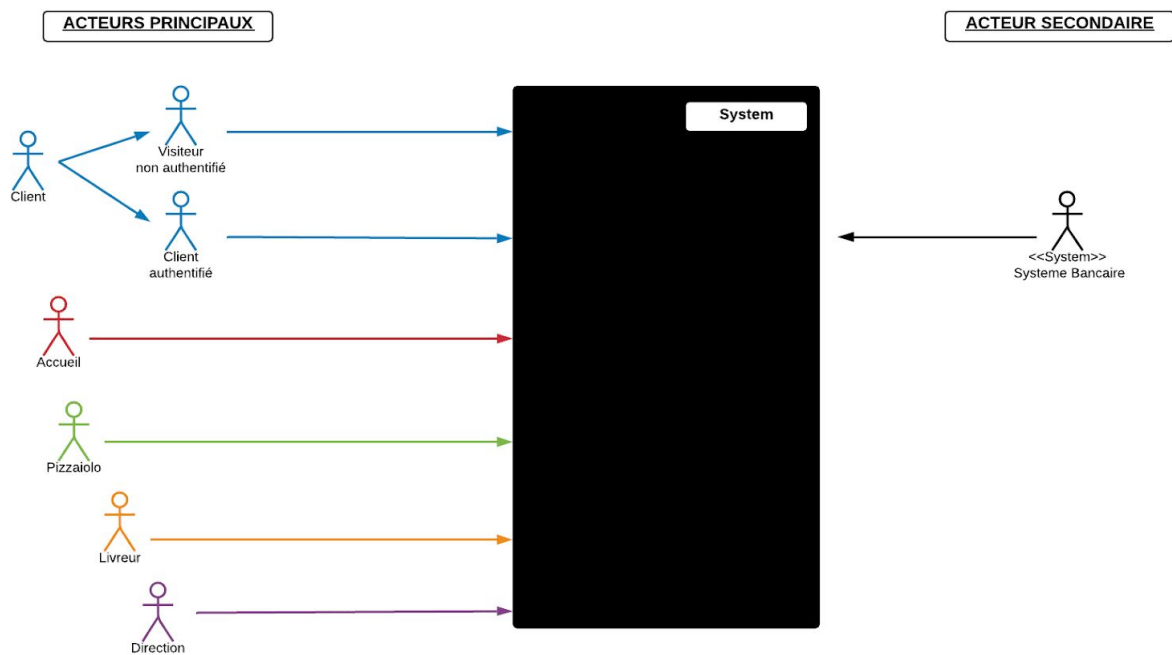 ACTEURS PRINCIPAUX
ACTEUR SECONDAIRE
System
Visiteur
non authentifié
Client
Client
authentifié
<<System>>
Systeme Bancaire
Accueil
Pizzaiolo
Livreur
Direction